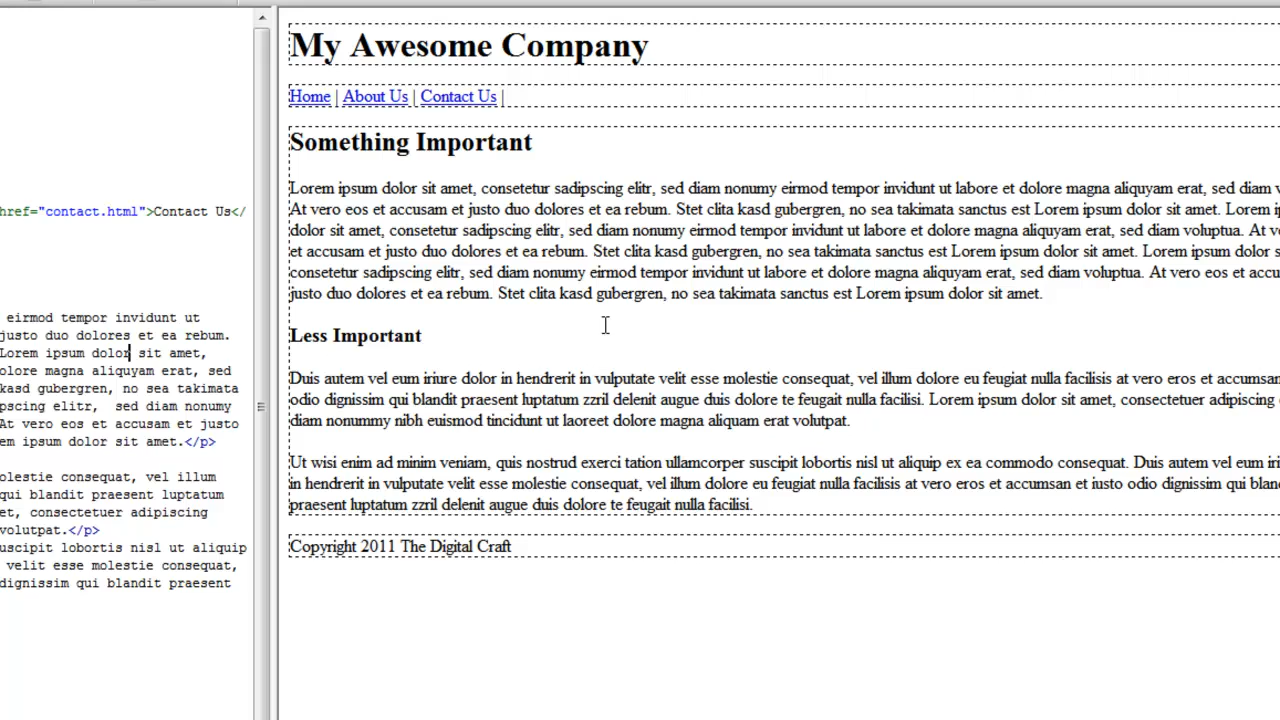 My Awesome Company
Home | About Us | Contact Us |
Something Important
Lorem ipsum dolor sit amet, consetetur sadipscing elitr, sed diam nonumy eirmod tempor invidunt ut labore et dolore magna aliquyam erat, sed diam
At vero eos et accusam et justo duo dolores et ea rebum. Stet clita kasd gubergren, no sea takimata sanctus est Lorem ipsum dolor sit amet. Lorem
dolor sit amet, consetetur sadipscing elitr, sed diam nonumy eirmod tempor invidunt ut labore et dolore magna aliquyam erat, sed diam voluptua. At
et accusam et justo duo dolores et ea rebum. Stet clita kasd gubergren, no sea takimata sanctus est Lorem ipsum dolor sit amet. Lorem ipsum dolor
consetetur sadipscing elitr, sed diam nonumy eirmod tempor invidunt ut labore et dolore magna aliquyam erat, sed diam voluptua. At vero eos et accu
justo duo dolores et ea rebum. Stet clita kasd gubergren, no sea takimata sanctus est Lorem ipsum dolor sit amet.
Less Important
Duis autem vel eum iriure dolor in hendrerit in vulputate velit esse molestie consequat, vel illum dolore eu feugiat nulla facilisis at vero eros et accumsan
odio dignissim qui blandit praesent luptatum zzril delenit augue duis dolore te feugait nulla facilisi. Lorem ipsum dolor sit amet, consectetuer adipiscing
diam nonummy nibh euismod tincidunt ut laoreet dolore magna aliquam erat volutpat.
Ut wisi enim ad minim veniam, quis nostrud exerci tation ullamcorper suscipit lobortis nisl ut aliquip ex ea commodo consequat. Duis autem vel eum
in hendrerit in vulputate velit esse molestie consequat, vel illum dolore eu feugiat nulla facilisis at vero eros et accumsan et iusto odio dignissim qui
praesent luptatum zzril delenit augue duis dolore te feugait nulla facilisi.
Copyright 2011 The Digital Craft
href="contact.html">Contact Us</
eirmod tempor invidunt ut
justo duo dolores et ea rebum.
Lorem ipsum dolor sit amet,
olore magna aliquyam erat, sed
kasd gubergren, no sea takimata
pscing elitr, sed diam nonumy
At vero eos et accusam et justo
em ipsum dolor sit amet.</p>
olestie consequat, vel illum
qui blandit praesent luptatum
et, consectetuer adipiscing
volutpat.</p>
uscipit lobortis nisl ut aliquip
velit esse molestie consequat,
dignissim qui blandit praesent